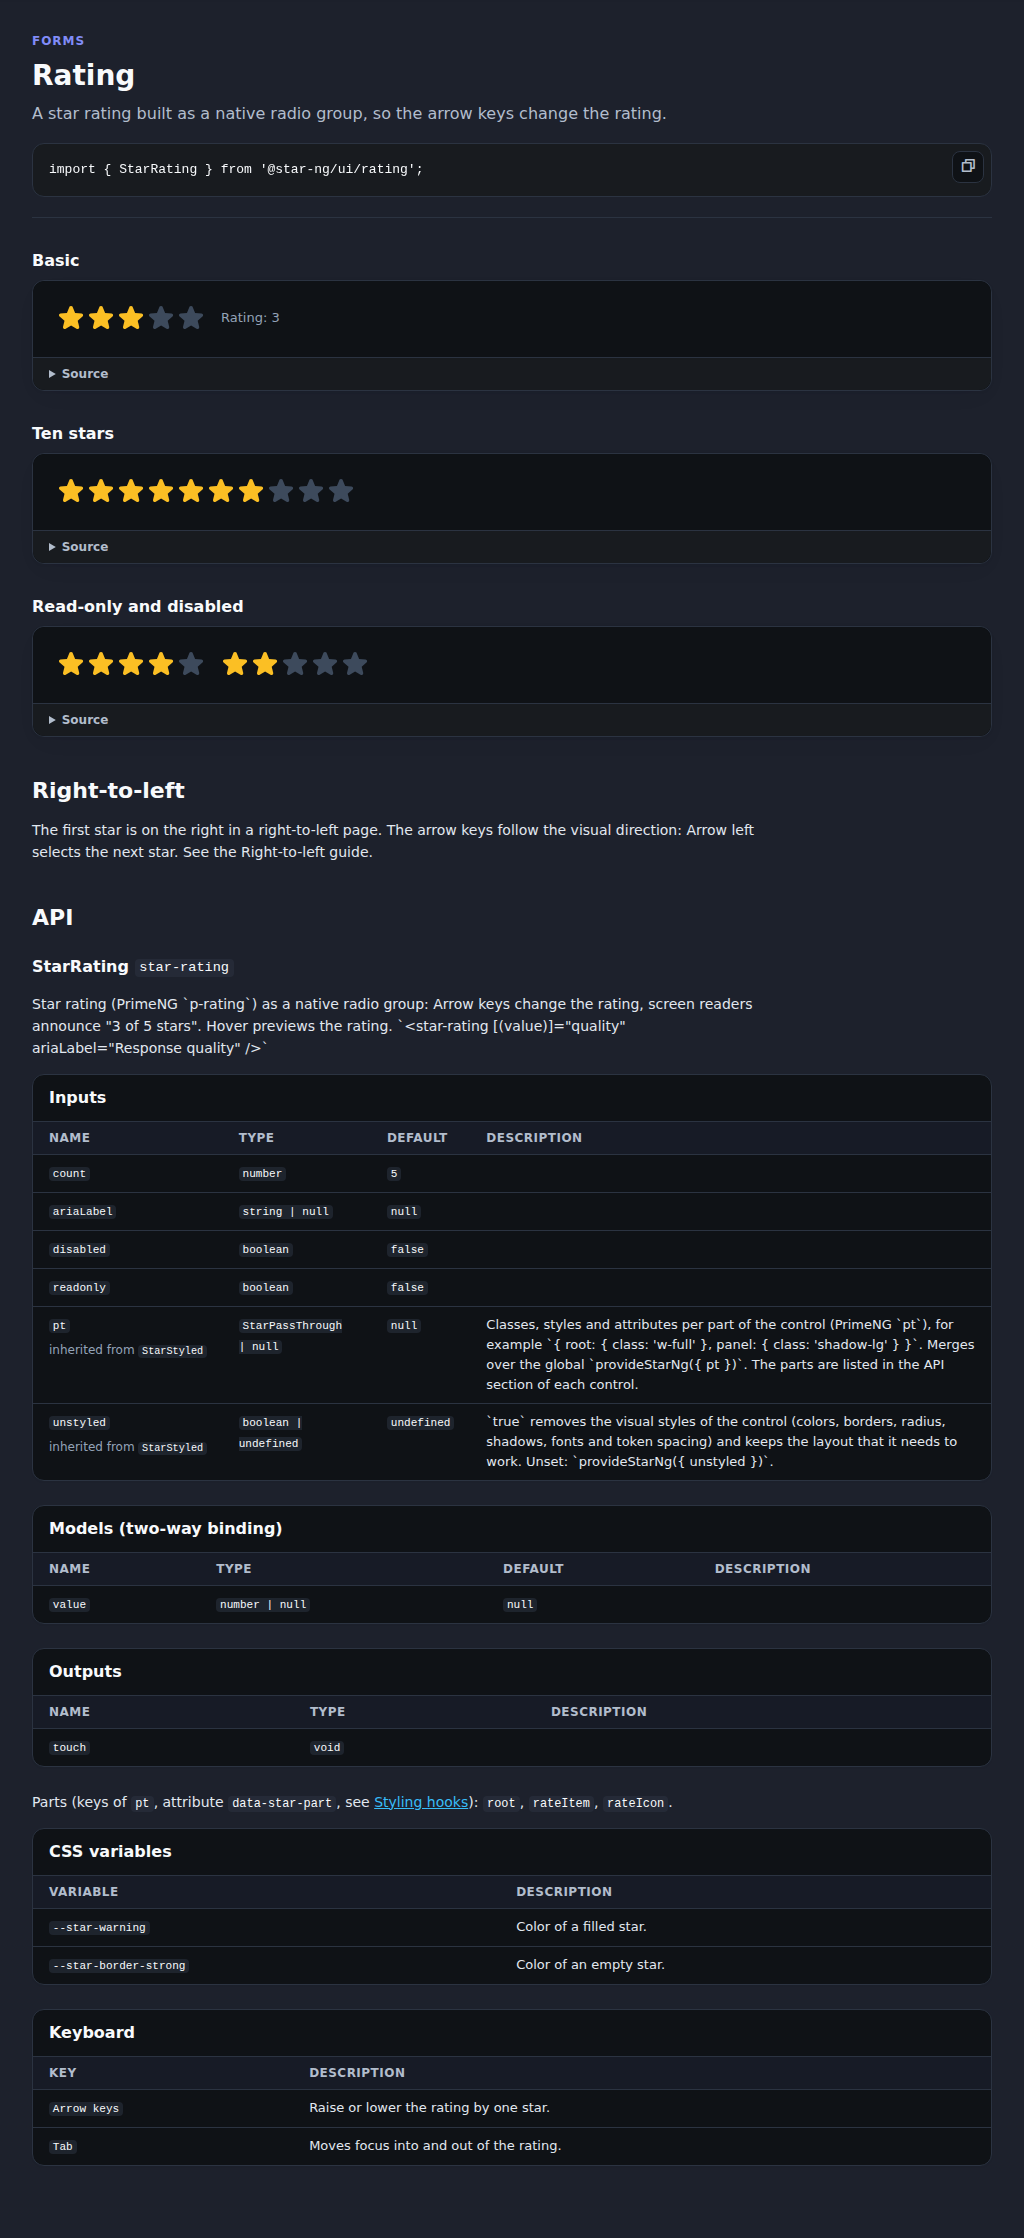 FORMS
Rating
A star rating built as a native radio group, so the arrow keys change the rating.
import { StarRating } from '@star-ng/ui/rating';
Basic
Rating: 3
Source
Ten stars
Source
Read-only and disabled
Source
Right-to-left
The first star is on the right in a right-to-left page. The arrow keys follow the visual direction: Arrow left
selects the next star. See the Right-to-left guide.
API
StarRating star-rating
Star rating (PrimeNG `p-rating`) as a native radio group: Arrow keys change the rating, screen readers
announce "3 of 5 stars". Hover previews the rating. `<star-rating [(value)]="quality"
ariaLabel="Response quality" />`
Inputs
NAME TYPE DEFAULT DESCRIPTION
count number 5
ariaLabel string | null null
disabled boolean false
readonly boolean false
pt StarPassThrough null Classes, styles and attributes per part of the control (PrimeNG `pt`), for
inherited from StarStyled | null example `{ root: { class: 'w-full' }, panel: { class: 'shadow-lg' } }`. Merges
over the global `provideStarNg({ pt })`. The parts are listed in the API
section of each control.
unstyled boolean | undefined `true` removes the visual styles of the control (colors, borders, radius,
inherited from StarStyled undefined shadows, fonts and token spacing) and keeps the layout that it needs to
work. Unset: `provideStarNg({ unstyled })`.
Models (two-way binding)
NAME TYPE DEFAULT DESCRIPTION
value number | null null
Outputs
NAME TYPE DESCRIPTION
touch void
Parts (keys of pt, attribute data-star-part, see Styling hooks): root, rateItem, rateIcon.
CSS variables
VARIABLE DESCRIPTION
--star-warning Color of a filled star.
--star-border-strong Color of an empty star.
Keyboard
KEY DESCRIPTION
Arrow keys Raise or lower the rating by one star.
Tab Moves focus into and out of the rating.